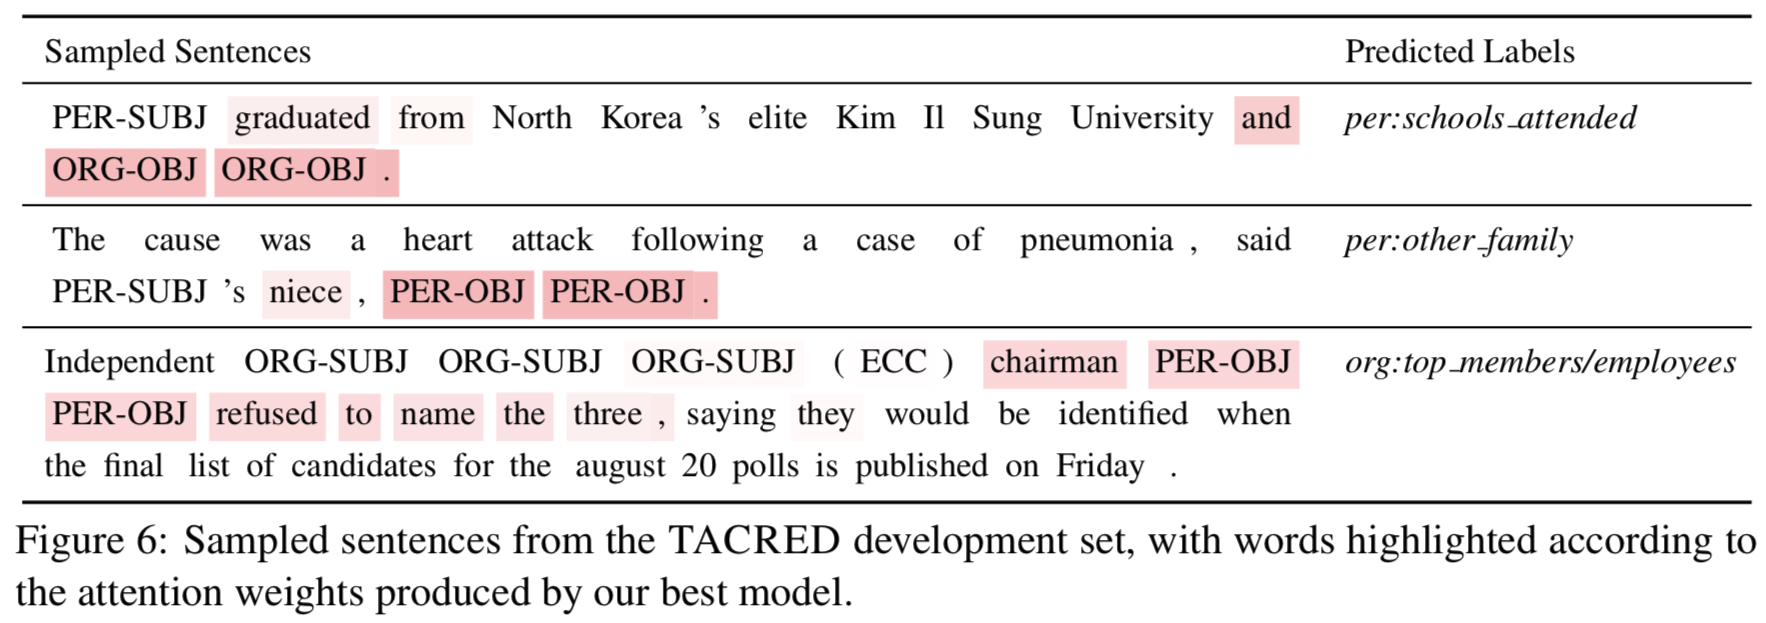 Sampled Sentences Predicted Labels
PER-SUBJ graduated from North Korea 's elite Kim Il Sung University and per:schools_attended
ORG-OBJ ORG-OBJ .
The cause was a heart attack following a case of pneumonia , said per:other_family
PER-SUBJ 's niece , PER-OBJ PER-OBJ .
Independent ORG-SUBJ ORG-SUBJ ORG-SUBJ ( ECC ) chairman PER-OBJ org:top_members/employees
PER-OBJ refused to name the three , saying they would be identified when
the final list of candidates for the august 20 polls is published on Friday .
Figure 6: Sampled sentences from the TACRED development set, with words highlighted according to
the attention weights produced by our best model.